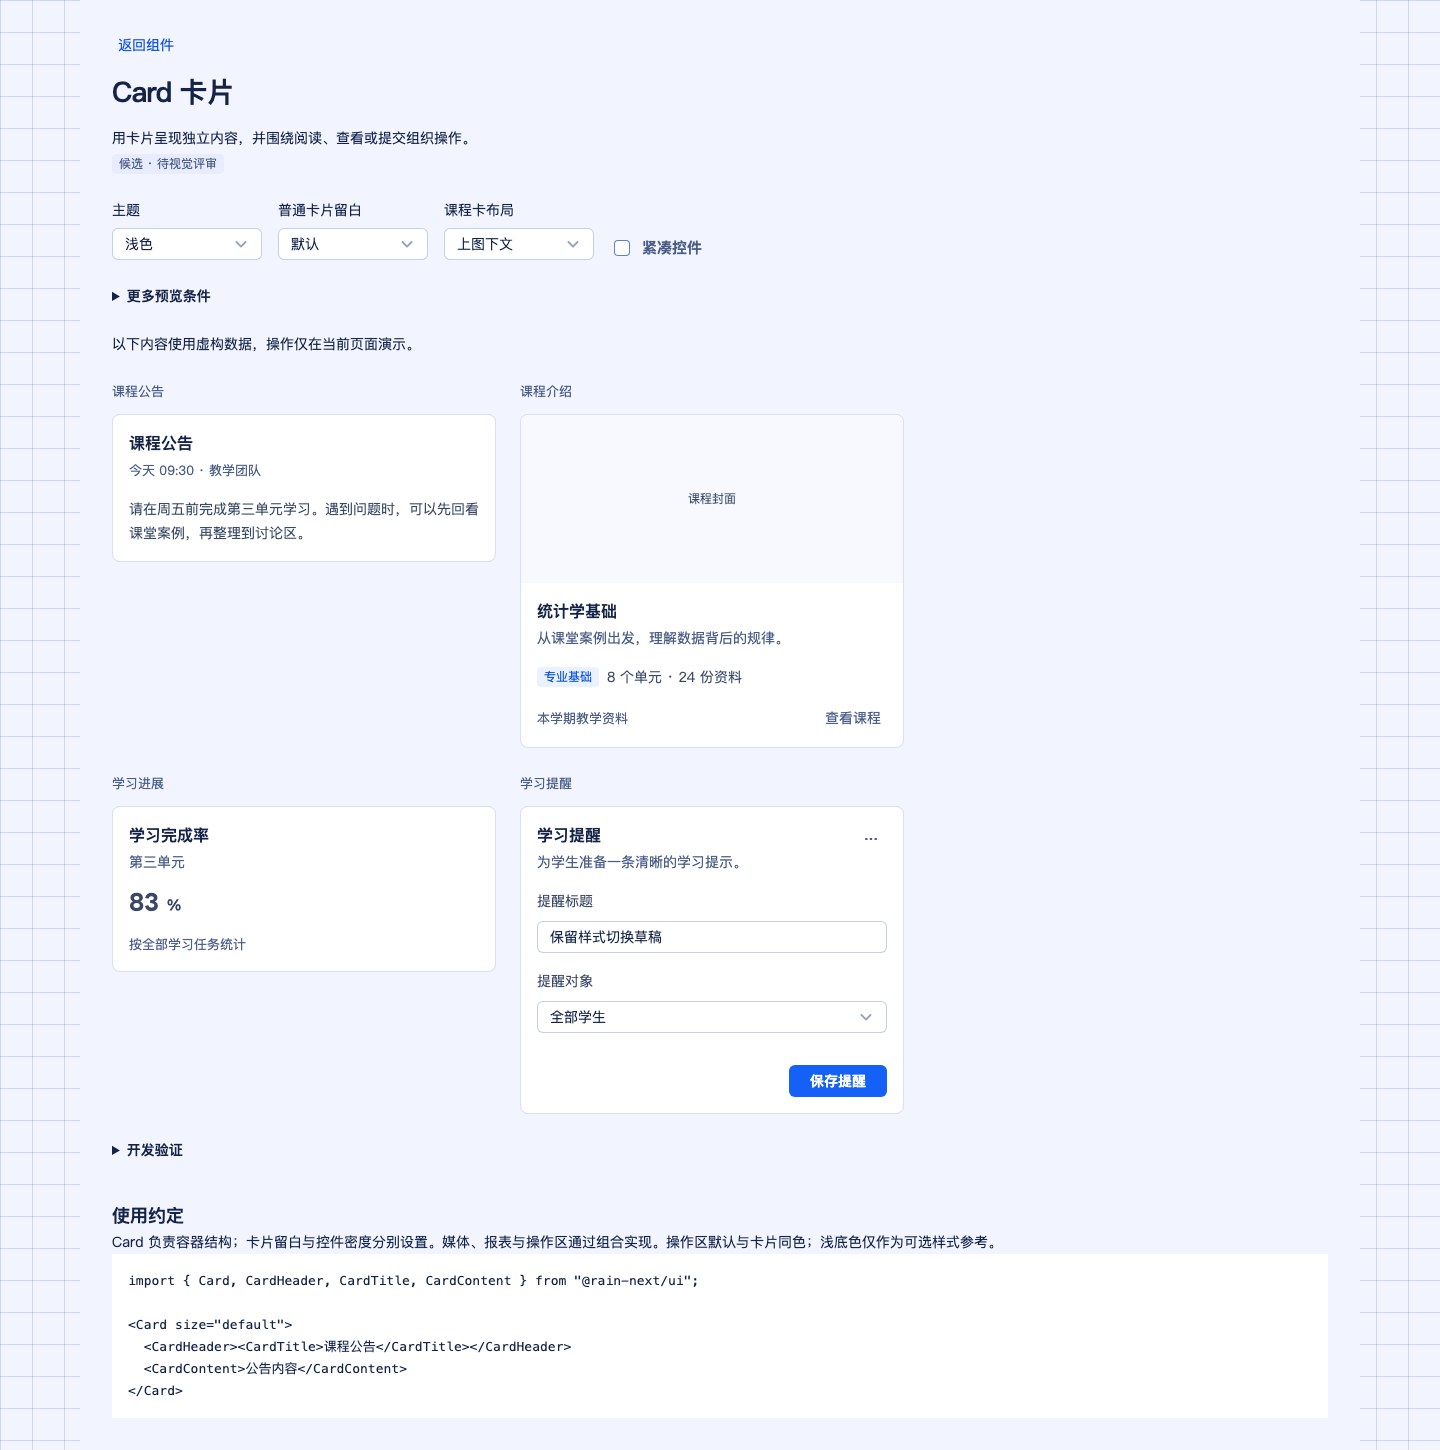 返回组件
Card 卡片
用卡片呈现独立内容，并围绕阅读、查看或提交组织操作。
候选 · 待视觉评审
主题
普通卡片留白
课程卡布局
浅色
默认
上图下文
紧凑控件
更多预览条件
以下内容使用虚构数据，操作仅在当前页面演示。
课程公告
课程公告
今天 09:30 · 教学团队
请在周五前完成第三单元学习。遇到问题时，可以先回看
课堂案例，再整理到讨论区。
课程介绍
课程封面
统计学基础
从课堂案例出发，理解数据背后的规律。
专业基础 8 个单元 · 24 份资料
本学期教学资料
查看课程
学习进展
学习完成率
第三单元
83 %
按全部学习任务统计
学习提醒
学习提醒
...
为学生准备一条清晰的学习提示。
提醒标题
保留样式切换草稿
提醒对象
全部学生
保存提醒
开发验证
使用约定
Card 负责容器结构；卡片留白与控件密度分别设置。媒体、报表与操作区通过组合实现。操作区默认与卡片同色；浅底色仅作为可选样式参考。
import { Card, CardHeader, CardTitle, CardContent } from "@rain-next/ui";
<Card size="default">
  <CardHeader><CardTitle>课程公告</CardTitle></CardHeader>
  <CardContent>公告内容</CardContent>
</Card>